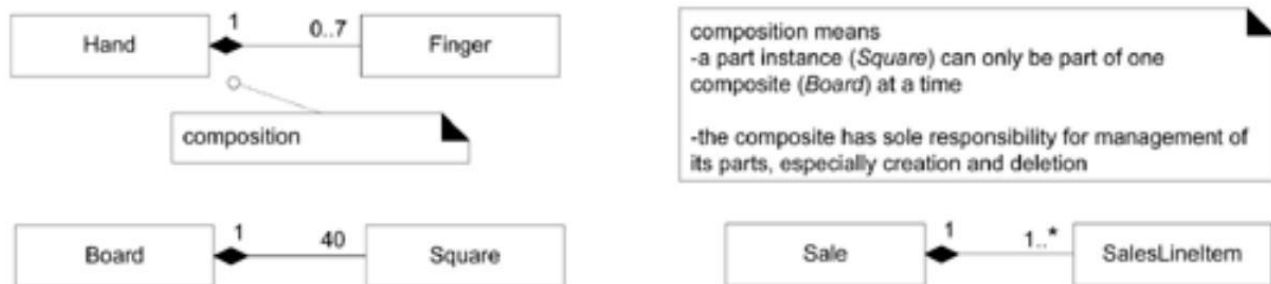 1
0..7
Hand
Finger
composition
composition means
-a part instance (Square) can only be part of one
composite (Board) at a time
-the composite has sole responsibility for management of
its parts, especially creation and deletion
1
40
Board
Square
1
1..*
Sale
SalesLineItem